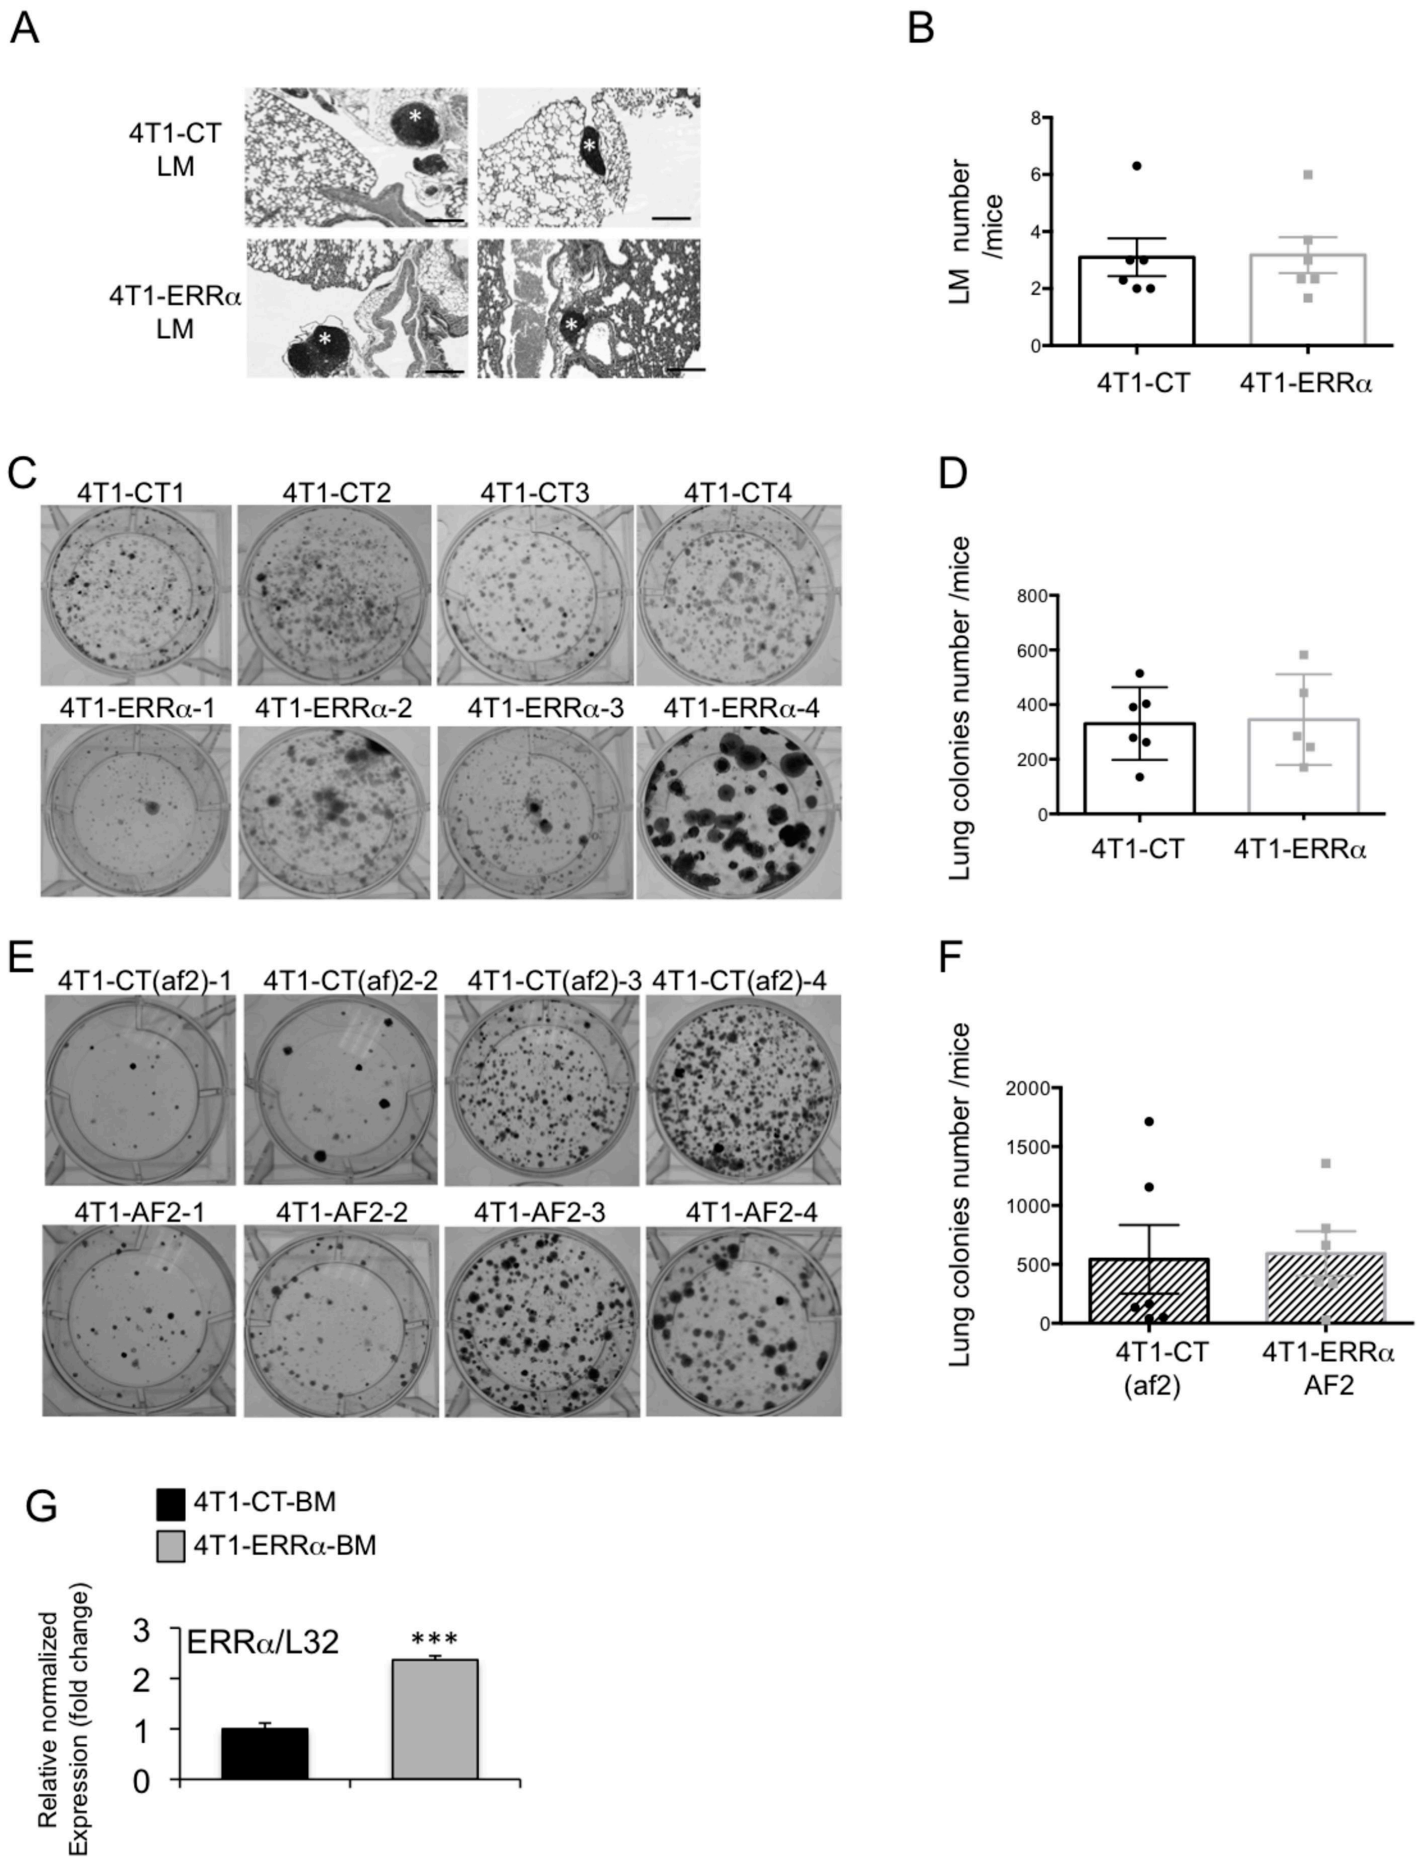 A
4T1-CT
LM
*
*
4T1-ERRα
LM
*
*
B
LM number
/mice
8
6
4
2
0
4T1-CT
4T1-ERRα
C
4T1-CT1
4T1-CT2
4T1-CT3
4T1-CT4
4T1-ERRα-1
4T1-ERRα-2
4T1-ERRα-3
4T1-ERRα-4
D
Lung colonies number /mice
800
600
400
200
0
4T1-CT
4T1-ERRα
E
4T1-CT(af2)-1
4T1-CT(af)2-2
4T1-CT(af2)-3
4T1-CT(af2)-4
4T1-AF2-1
4T1-AF2-2
4T1-AF2-3
4T1-AF2-4
F
Lung colonies number /mice
2000
1500
1000
500
0
4T1-CT
(af2)
4T1-ERRα
AF2
G
4T1-CT-BM
4T1-ERRα-BM
Relative normalized
Expression (fold change)
3
2
1
0
ERRα/L32
***